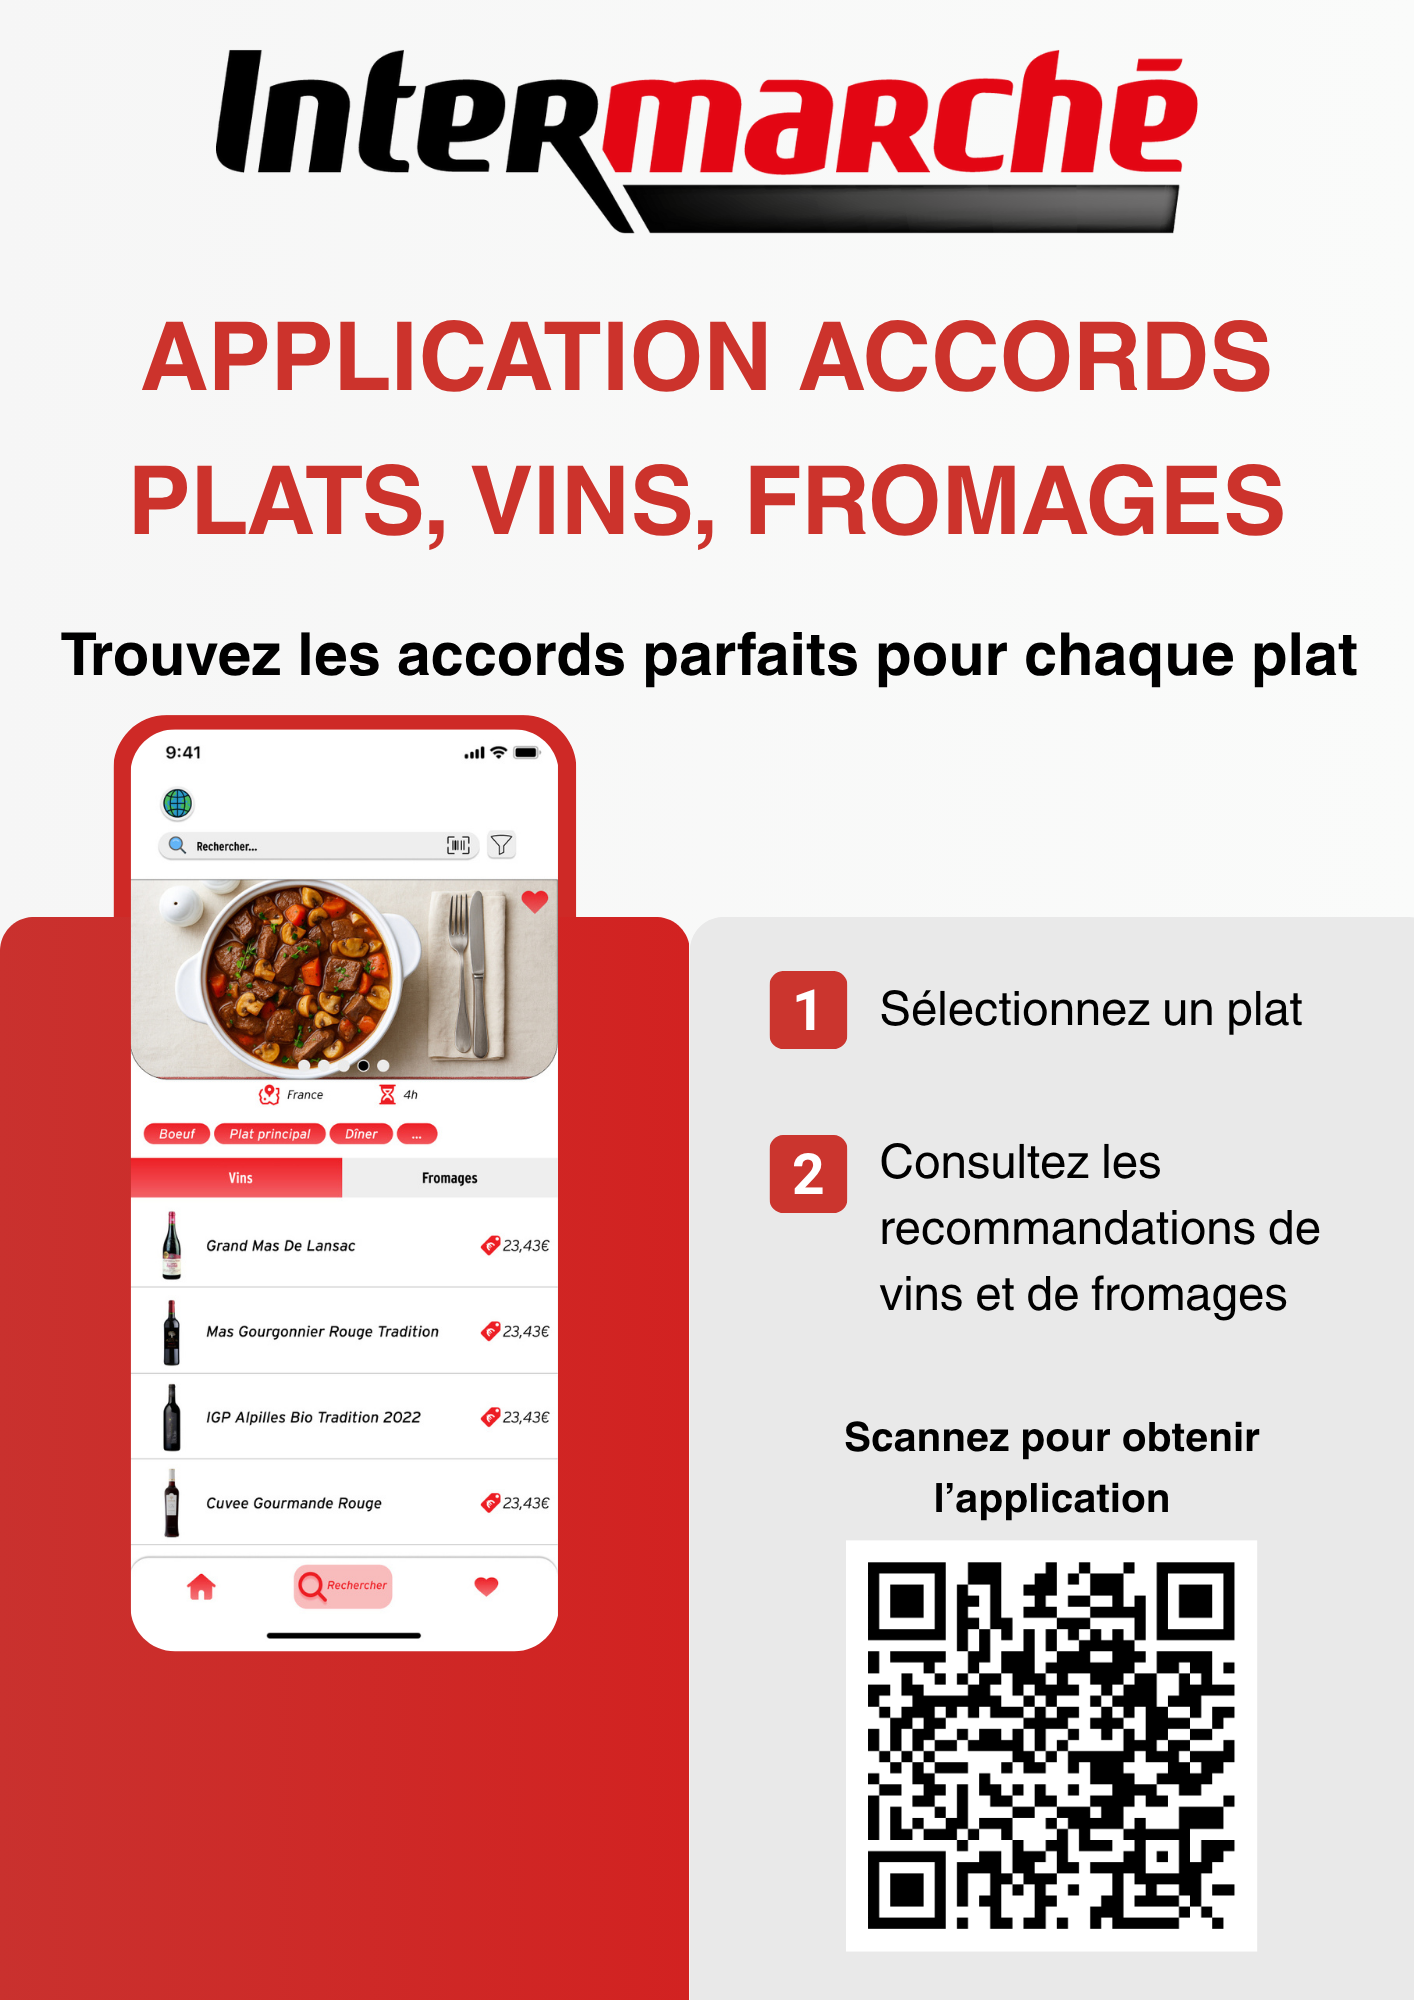 Intermarchē
APPLICATION ACCORDS
PLATS, VINS, FROMAGES
Trouvez les accords parfaits pour chaque plat
9:41
Rechercher...
France
4h
Boeuf
Plat principal
Dîner
...
Vins
Fromages
Grand Mas De Lansac
23,43€
Mas Gourgonnier Rouge Tradition
23,43€
IGP Alpilles Bio Tradition 2022
23,43€
Cuvee Gourmande Rouge
23,43€
Rechercher
1 Sélectionnez un plat
2 Consultez les
recommandations de
vins et de fromages
Scannez pour obtenir
l’application